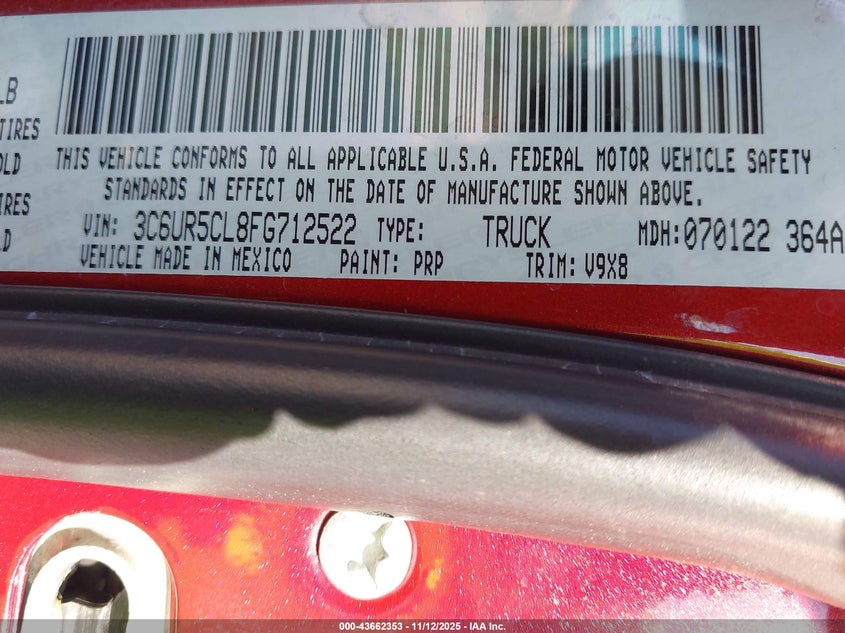 LB
TIRES
OLD
THIS VEHICLE CONFORMS TO ALL APPLICABLE U.S.A. FEDERAL MOTOR VEHICLE SAFETY
STANDARDS IN EFFECT ON THE DATE OF MANUFACTURE SHOWN ABOVE.
VIN: 3C6UR5CL8FG712522 TYPE: TRUCK MDH:070122 364A
VEHICLE MADE IN MEXICO PAINT: PRP TRIM: V9X8
000-43662353 - 11/12/2025 - IAA Inc.